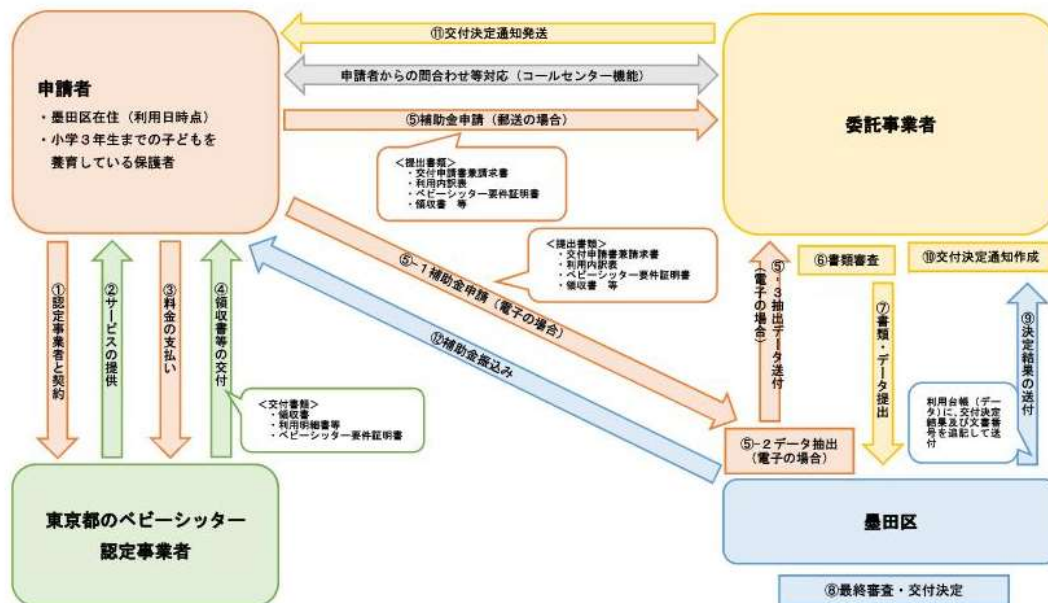 申請者
・墨田区在住（利用日時点）
・小学３年生までの子どもを
養育している保護者
⑪交付決定通知発送
申請者からの問合わせ等対応（コールセンター機能）
⑤補助金申請（郵送の場合）
＜提出書類＞
・交付申請書兼請求書
・利用内訳表
・ベビーシッター要件証明書
・領収書　等
委託事業者
⑤-１補助金申請（電子の場合）
＜提出書類＞
・交付申請書兼請求書
・利用内訳表
・ベビーシッター要件証明書
・領収書　等
⑫補助金振込み
①認定事業者と契約
②サービスの提供
③料金の支払い
④領収書等の交付
＜交付書類＞
・領収書
・利用明細書等
・ベビーシッター要件証明書
⑤-３抽出データ送付
（電子の場合）
⑥書類審査
⑦書類・データ提出
⑩交付決定通知作成
⑨決定結果の送付
利用台帳（デー
タ）に、交付決定
結果及び文書番
号を追記して送
付
⑤-２データ抽出
（電子の場合）
東京都のベビーシッター
認定事業者
墨田区
⑧最終審査・交付決定